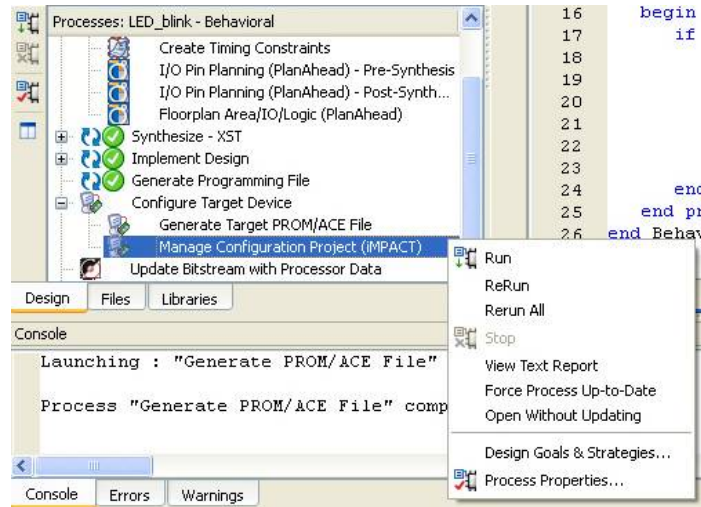 Processes: LED_blink - Behavioral
Create Timing Constraints
I/O Pin Planning (PlanAhead) - Pre-Synthesis
I/O Pin Planning (PlanAhead) - Post-Synth...
Floorplan Area/IO/Logic (PlanAhead)
Synthesize - XST
Implement Design
Generate Programming File
Configure Target Device
Generate Target PROM/ACE File
Manage Configuration Project (iMPACT)
Update Bitstream with Processor Data
Design Files Libraries
16 begin
17 if
18
19
20
21
22
23
24 end
25 end pr
26 end Behav
Run
ReRun
Rerun All
Stop
View Text Report
Force Process Up-to-Date
Open Without Updating
Design Goals & Strategies...
Process Properties...
Console
Launching : "Generate PROM/ACE File"
Process "Generate PROM/ACE File" comp
Console Errors Warnings